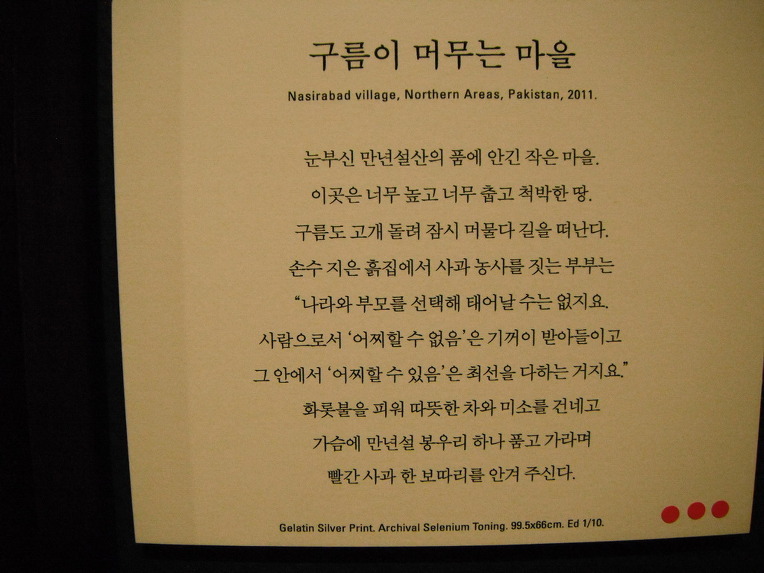 구름이 머무는 마을
Nasirabad village, Northern Areas, Pakistan, 2011.
눈부신 만년설산의 품에 안긴 작은 마을.
이곳은 너무 높고 너무 춥고 척박한 땅.
구름도 고개 돌려 잠시 머물다 길을 떠난다.
손수 지은 흙집에서 사과 농사를 짓는 부부는
“나라와 부모를 선택해 태어날 수는 없지요.
사람으로서 ‘어찌할 수 없음’은 기꺼이 받아들이고
그 안에서 ‘어찌할 수 있음’은 최선을 다하는 거지요.”
화롯불을 피워 따뜻한 차와 미소를 건네고
가슴에 만년설 봉우리 하나 품고 가라며
빨간 사과 한 보따리를 안겨 주신다.
Gelatin Silver Print. Archival Selenium Toning. 99.5x66cm. Ed 1/10.